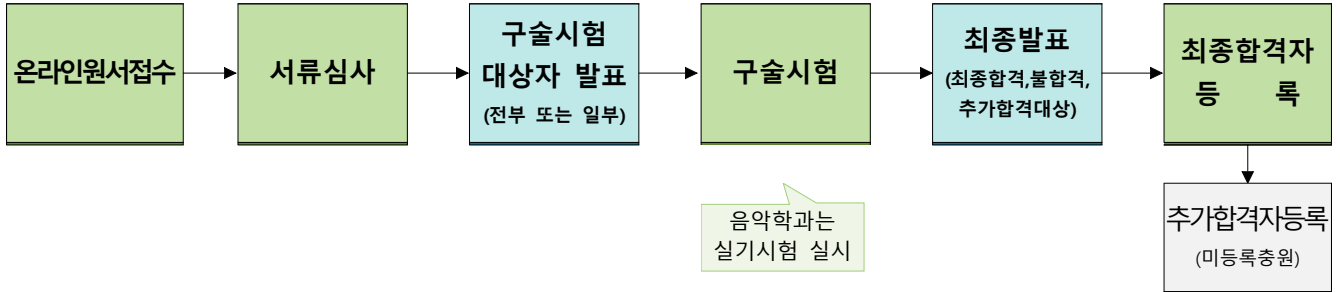 온라인원서접수
서류심사
구술시험
대상자 발표
(전부 또는 일부)
구술시험
최종발표
(최종합격,불합격,
추가합격대상)
최종합격자
등 록
음악학과는
실기시험 실시
추가합격자등록
(미등록충원)